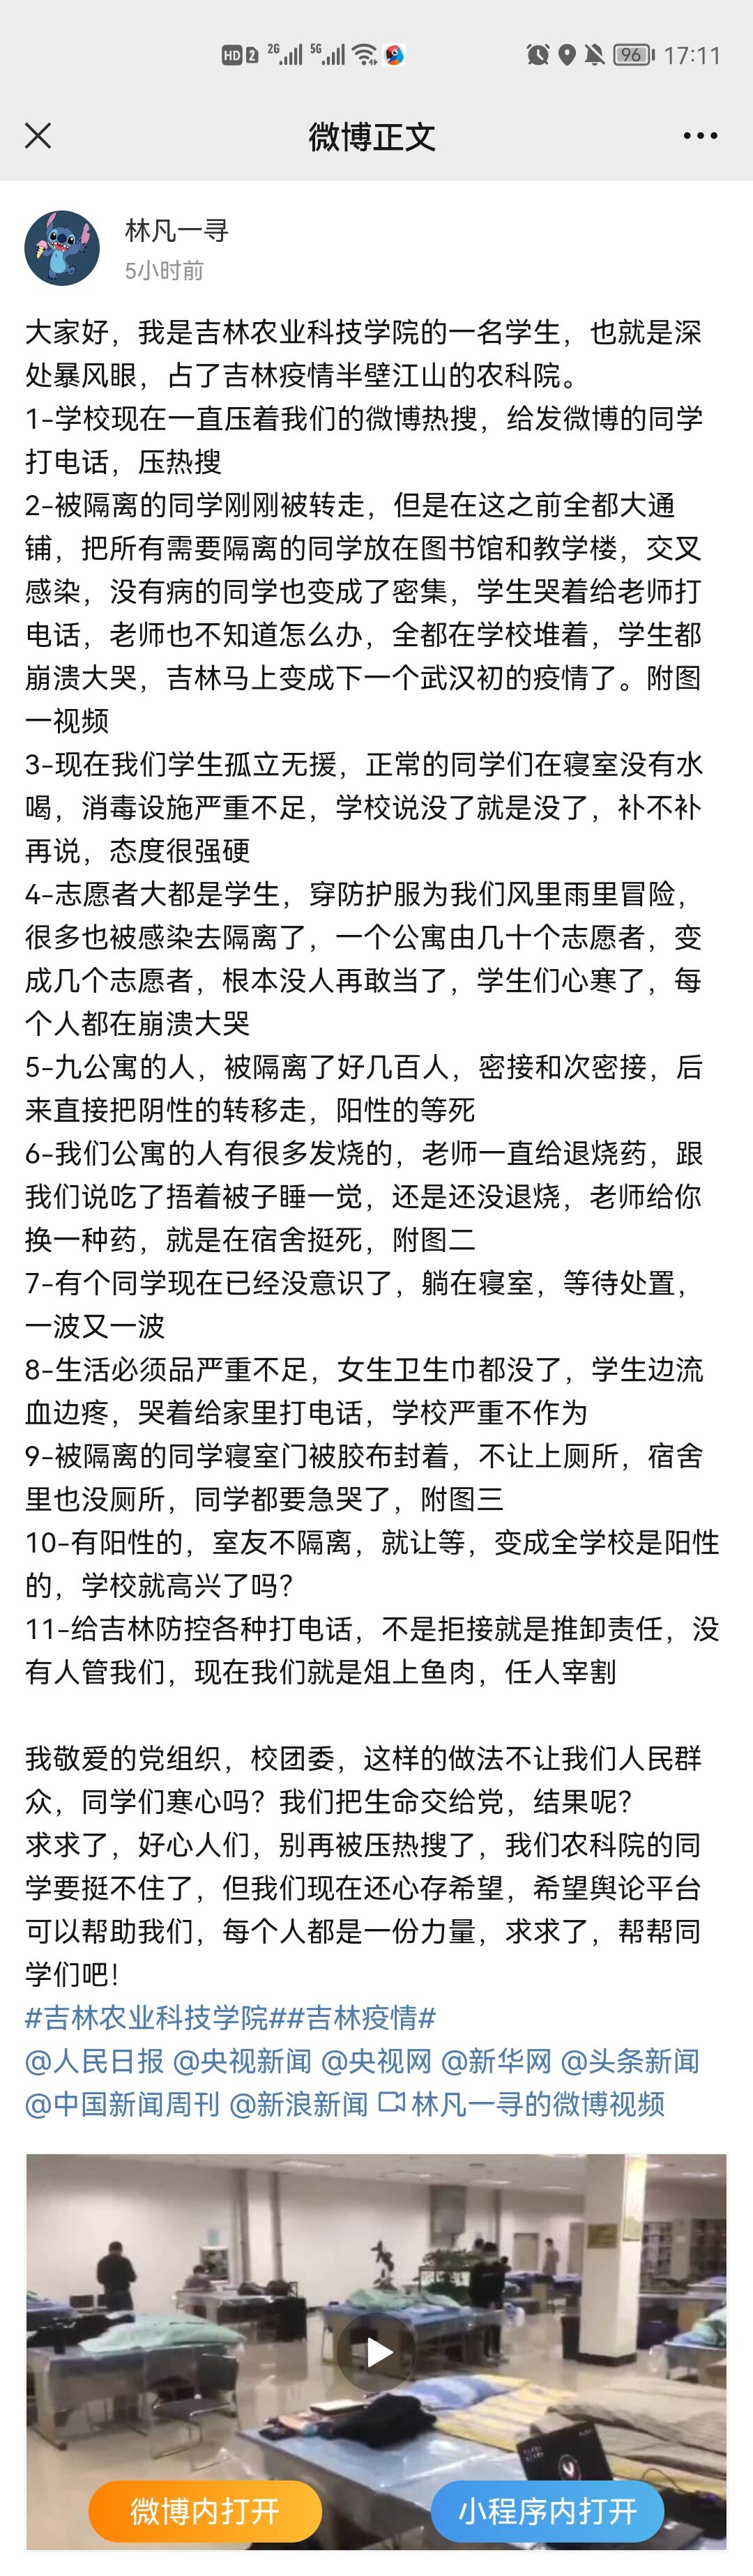 HD 2 2G 5G 96 17:11
微博正文
林凡一寻
5小时前
大家好，我是吉林农业科技学院的一名学生，也就是深
处暴风眼，占了吉林疫情半壁江山的农科院。
1-学校现在一直压着我们的微博热搜，给发微博的同学
打电话，压热搜
2-被隔离的同学刚刚被转走，但是在这之前全都大通
铺，把所有需要隔离的同学放在图书馆和教学楼，交叉
感染，没有病的同学也变成了密集，学生哭着给老师打
电话，老师也不知道怎么办，全都在学校堆着，学生都
崩溃大哭，吉林马上变成下一个武汉初的疫情了。附图
一视频
3-现在我们学生孤立无援，正常的同学们在寝室没有水
喝，消毒设施严重不足，学校说没了就是没了，补不补
再说，态度很强硬
4-志愿者大都是学生，穿防护服为我们风里雨里冒险，
很多也被感染去隔离了，一个公寓由几十个志愿者，变
成几个志愿者，根本没人再敢当了，学生们心寒了，每
个人都在崩溃大哭
5-九公寓的人，被隔离了好几百人，密接和次密接，后
来直接把阴性的转移走，阳性的等死
6-我们公寓的人有很多发烧的，老师一直给退烧药，跟
我们说吃了捂着被子睡一觉，还是还没退烧，老师给你
换一种药，就是在宿舍挺死，附图二
7-有个同学现在已经没意识了，躺在寝室，等待处置，
一波又一波
8-生活必须品严重不足，女生卫生巾都没了，学生边流
血边疼，哭着给家里打电话，学校严重不作为
9-被隔离的同学寝室门被胶布封着，不让上厕所，宿舍
里也没厕所，同学都要急哭了，附图三
10-有阳性的，室友不隔离，就让等，变成全学校是阳性
的，学校就高兴了吗？
11-给吉林防控各种打电话，不是拒接就是推卸责任，没
有人管我们，现在我们就是俎上鱼肉，任人宰割
我敬爱的党组织，校团委，这样的做法不让我们人民群
众，同学们寒心吗？我们把生命交给党，结果呢？
求求了，好心人们，别再被压热搜了，我们农科院的同
学要挺不住了，但我们现在还心存希望，希望舆论平台
可以帮助我们，每个人都是一份力量，求求了，帮帮同
学们吧！
#吉林农业科技学院##吉林疫情#
@人民日报 @央视新闻 @央视网 @新华网 @头条新闻
@中国新闻周刊 @新浪新闻 林凡一寻的微博视频
微博内打开
小程序内打开